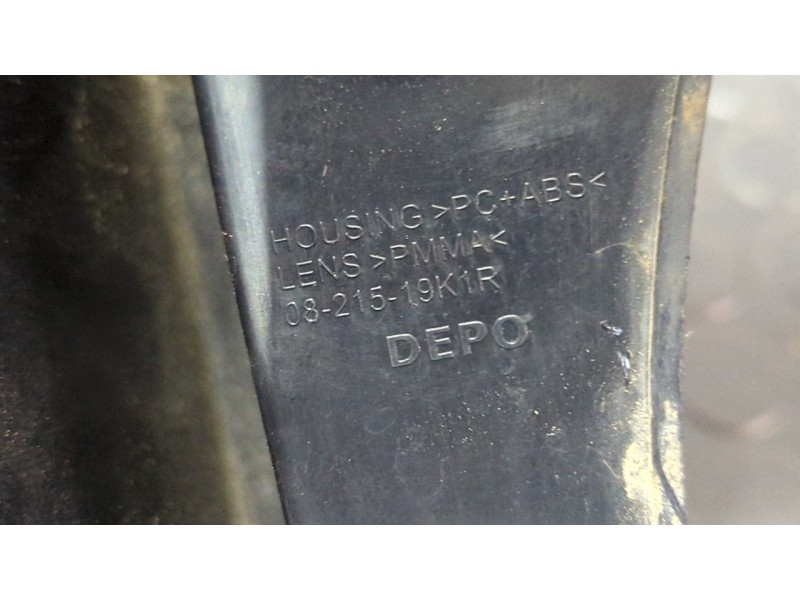 HOUSING >PC+ABS<
LENS >PMMA<
08-215-19K1R
DEPO